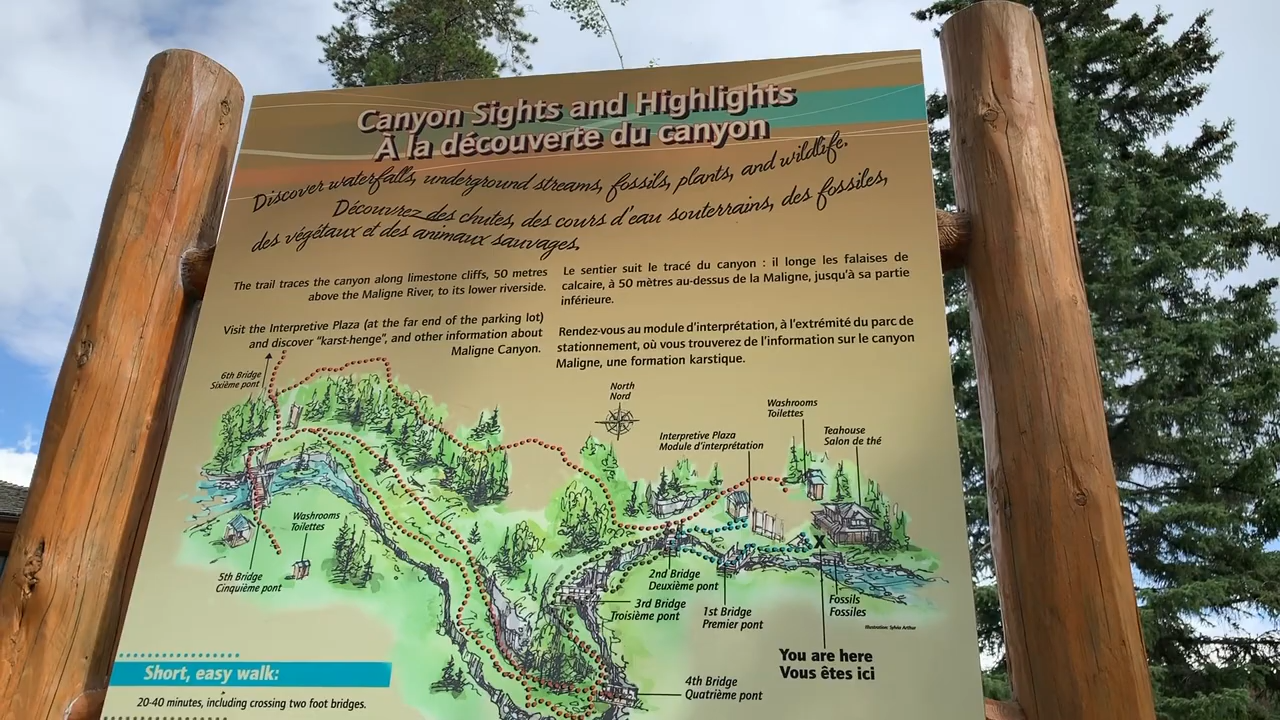 Canyon Sights and Highlights
À la découverte du canyon
Discover waterfalls, underground streams, fossils, plants, and wildlife.
Découvrez des chutes, des cours d'eau souterrains, des fossiles,
des végétaux et des animaux sauvages,
The trail traces the canyon along limestone cliffs, 50 metres
above the Maligne River, to its lower riverside.
Visit the Interpretive Plaza (at the far end of the parking lot)
and discover "karst-henge", and other information about
Maligne Canyon.
Le sentier suit le tracé du canyon : il longe les falaises de
calcaire, à 50 mètres au-dessus de la Maligne, jusqu'à sa partie
inférieure.
Rendez-vous au module d'interprétation, à l'extrémité du parc de
stationnement, où vous trouverez de l'information sur le canyon
Maligne, une formation karstique.
6th Bridge
Sixième pont
North
Nord
Washrooms
Toilettes
Interpretive Plaza
Module d'interprétation
Teahouse
Salon de thé
Washrooms
Toilettes
X
5th Bridge
Cinquième pont
2nd Bridge
Deuxième pont
3rd Bridge
Troisième pont
1st Bridge
Premier pont
Fossils
Fossiles
Illustration: Sylvia Arthur
You are here
Vous êtes ici
4th Bridge
Quatrième pont
Short, easy walk:
20-40 minutes, including crossing two foot bridges.